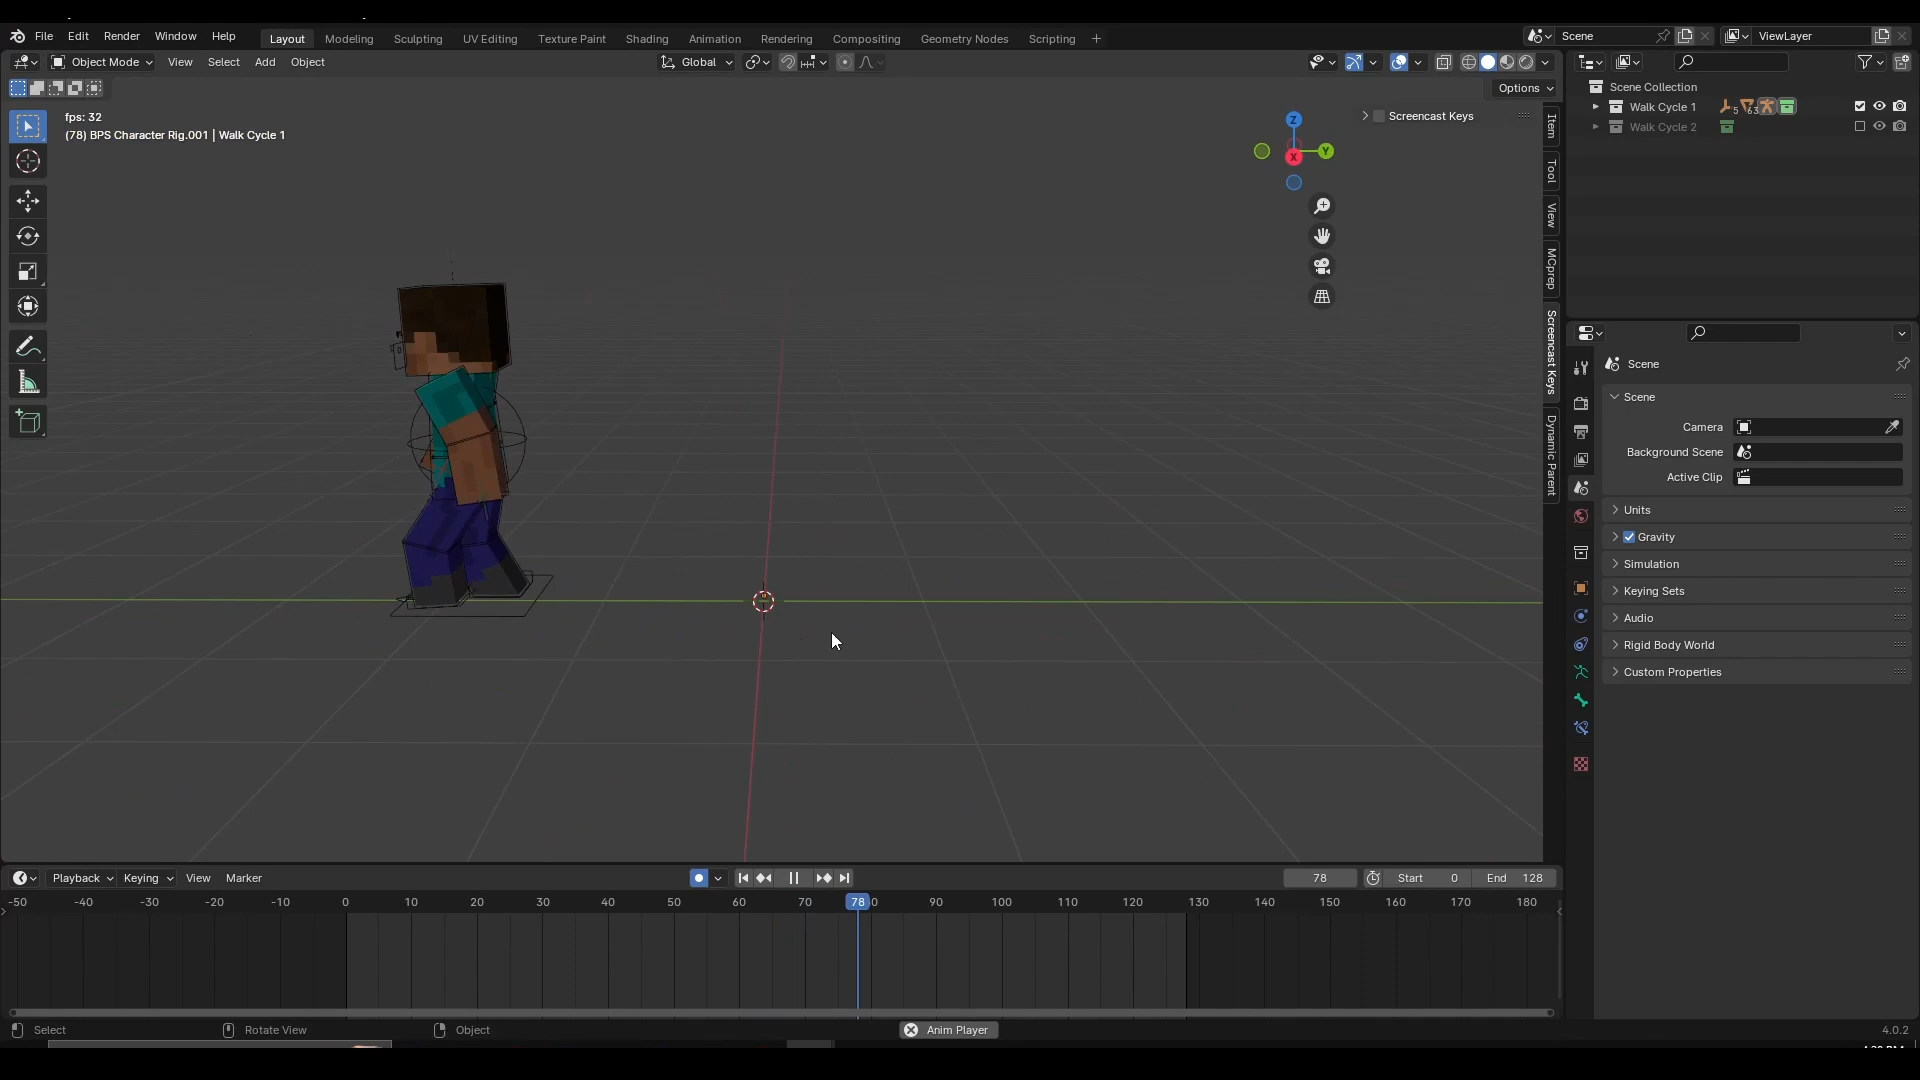 File Edit Render Window Help Layout Modeling Sculpting UV Editing Texture Paint Shading Animation Rendering Compositing Geometry Nodes Scripting + Scene ViewLayer
Object Mode View Select Add Object Global
Options
fps: 32
(78) BPS Character Rig.001 | Walk Cycle 1
Screencast Keys
Z
Y
X
Item
Tool
View
MCprep
Screencast Keys
Dynamic Parent
Scene Collection
Walk Cycle 1 5 63
Walk Cycle 2
Scene
Scene
Camera
Background Scene
Active Clip
Units
Gravity
Simulation
Keying Sets
Audio
Rigid Body World
Custom Properties
Playback Keying View Marker 78 Start 0 End 128
-50 -40 -30 -20 -10 0 10 20 30 40 50 60 70 78 90 100 110 120 130 140 150 160 170 180
Select Rotate View Object Anim Player 4.0.2